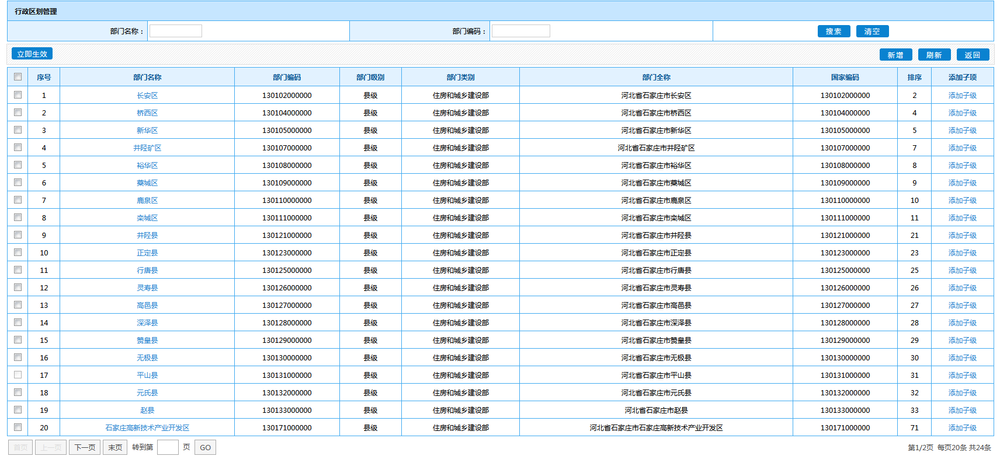 行政区划管理
部门名称： 部门编码： 搜索 清空
立即生效 新增 刷新 返回
序号 部门名称 部门编码 部门级别 部门类别 部门全称 国家编码 排序 添加子项
1 长安区 130102000000 县级 住房和城乡建设部 河北省石家庄市长安区 130102000000 2 添加子级
2 桥西区 130104000000 县级 住房和城乡建设部 河北省石家庄市桥西区 130104000000 4 添加子级
3 新华区 130105000000 县级 住房和城乡建设部 河北省石家庄市新华区 130105000000 5 添加子级
4 井陉矿区 130107000000 县级 住房和城乡建设部 河北省石家庄市井陉矿区 130107000000 7 添加子级
5 裕华区 130108000000 县级 住房和城乡建设部 河北省石家庄市裕华区 130108000000 8 添加子级
6 藁城区 130109000000 县级 住房和城乡建设部 河北省石家庄市藁城区 130109000000 9 添加子级
7 鹿泉区 130110000000 县级 住房和城乡建设部 河北省石家庄市鹿泉区 130110000000 10 添加子级
8 栾城区 130111000000 县级 住房和城乡建设部 河北省石家庄市栾城区 130111000000 11 添加子级
9 井陉县 130121000000 县级 住房和城乡建设部 河北省石家庄市井陉县 130121000000 21 添加子级
10 正定县 130123000000 县级 住房和城乡建设部 河北省石家庄市正定县 130123000000 23 添加子级
11 行唐县 130125000000 县级 住房和城乡建设部 河北省石家庄市行唐县 130125000000 25 添加子级
12 灵寿县 130126000000 县级 住房和城乡建设部 河北省石家庄市灵寿县 130126000000 26 添加子级
13 高邑县 130127000000 县级 住房和城乡建设部 河北省石家庄市高邑县 130127000000 27 添加子级
14 深泽县 130128000000 县级 住房和城乡建设部 河北省石家庄市深泽县 130128000000 28 添加子级
15 赞皇县 130129000000 县级 住房和城乡建设部 河北省石家庄市赞皇县 130129000000 29 添加子级
16 无极县 130130000000 县级 住房和城乡建设部 河北省石家庄市无极县 130130000000 30 添加子级
17 平山县 130131000000 县级 住房和城乡建设部 河北省石家庄市平山县 130131000000 31 添加子级
18 元氏县 130132000000 县级 住房和城乡建设部 河北省石家庄市元氏县 130132000000 32 添加子级
19 赵县 130133000000 县级 住房和城乡建设部 河北省石家庄市赵县 130133000000 33 添加子级
20 石家庄高新技术产业开发区 130171000000 县级 住房和城乡建设部 河北省石家庄市石家庄高新技术产业开发区 130171000000 71 添加子级
首页 上一页 下一页 末页 转到第 页 GO 第1/2页 每页20条 共24条